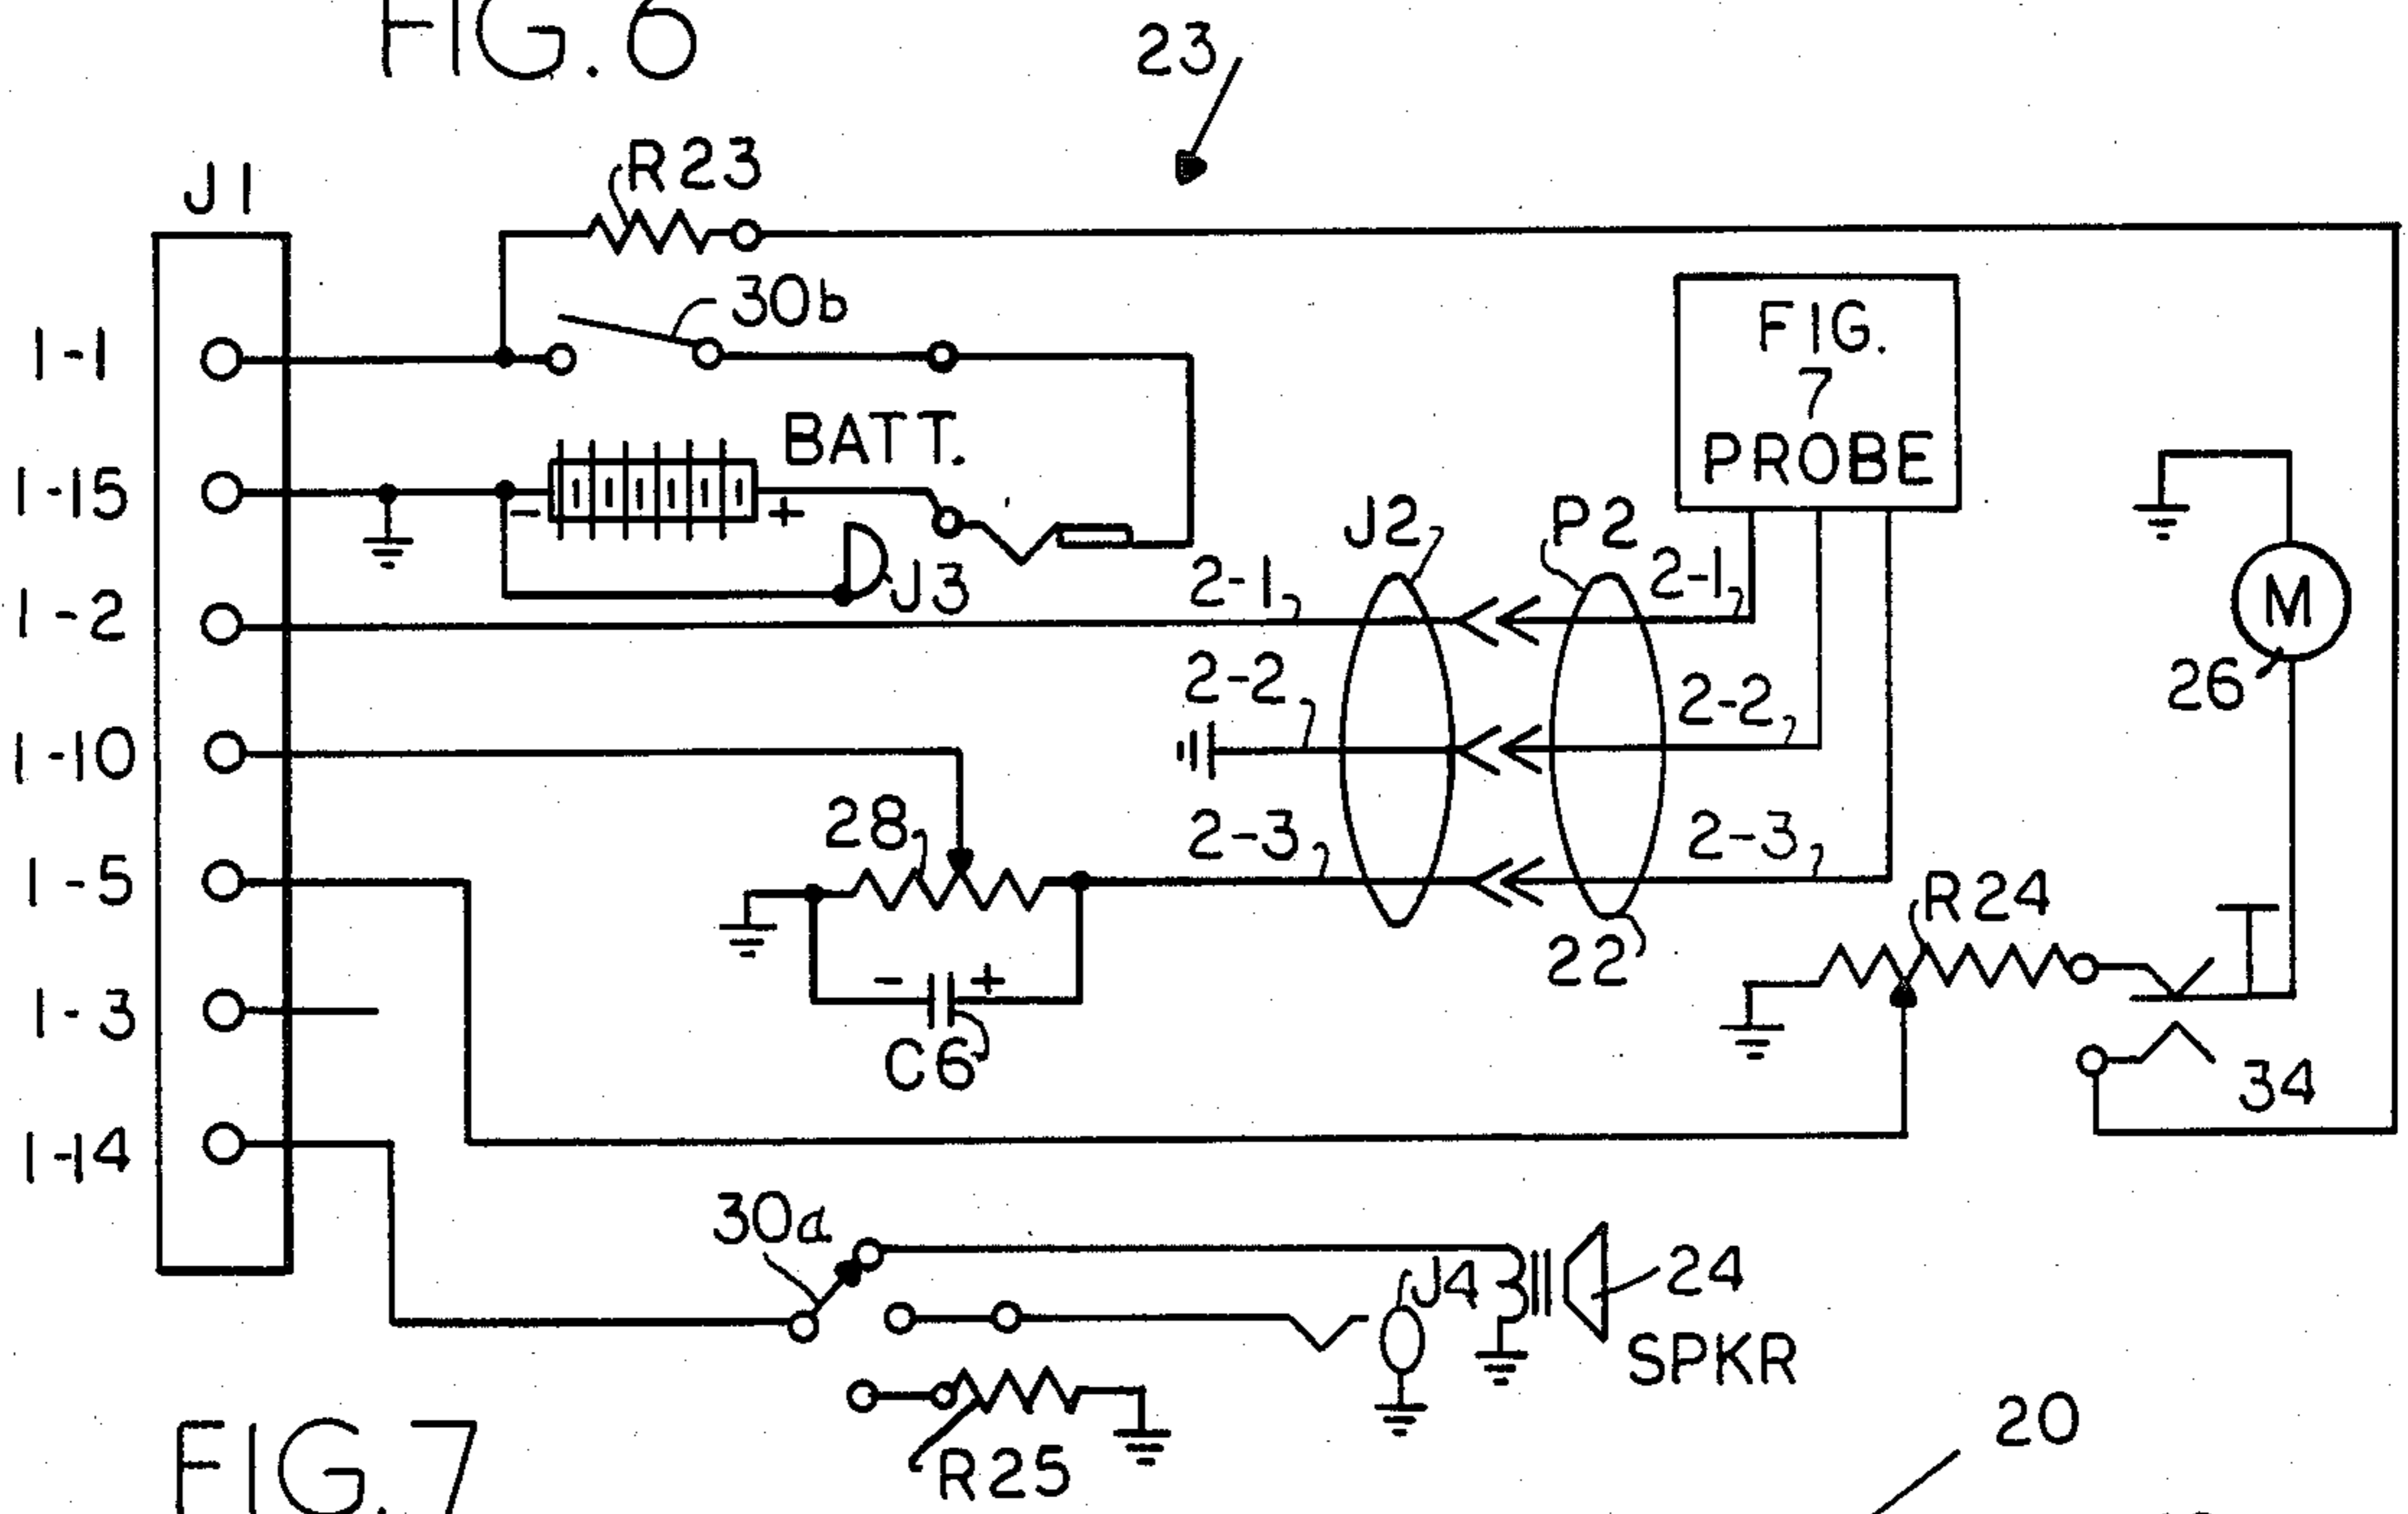 FIG. 6
23
R23
J1
30b
1-1
FIG.
7
PROBE
BATT.
1-15
-
+
J2
P2
J3
2-1
2-1
1-2
M
26
2-2
2-2
1-10
28
2-3
2-3
1-5
R24
22
- +
1-3
C6
34
1-14
30a
J4
24
SPKR
R25
20
FIG. 7